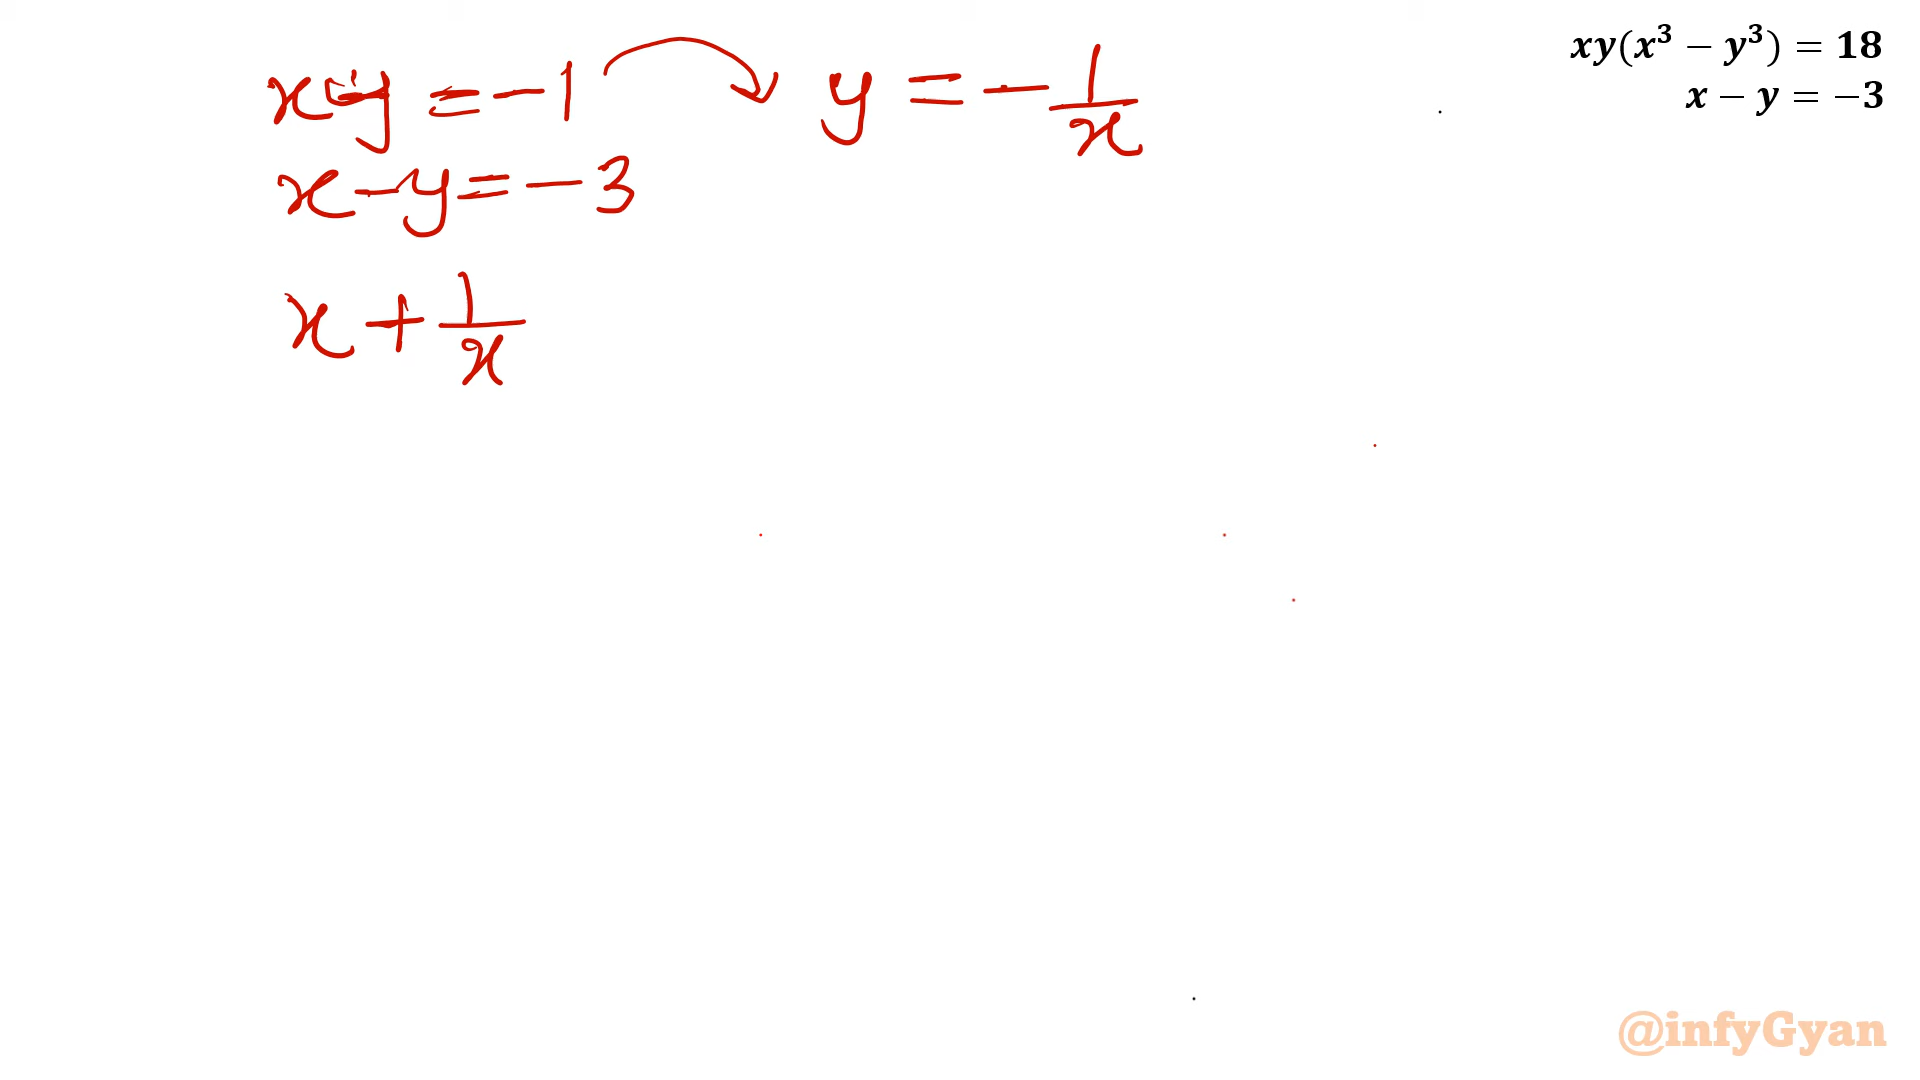 xy = -1 y = -1/x
x - y = -3
x + 1/x
xy(x³ − y³) = 18
x − y = −3
@infyGyan